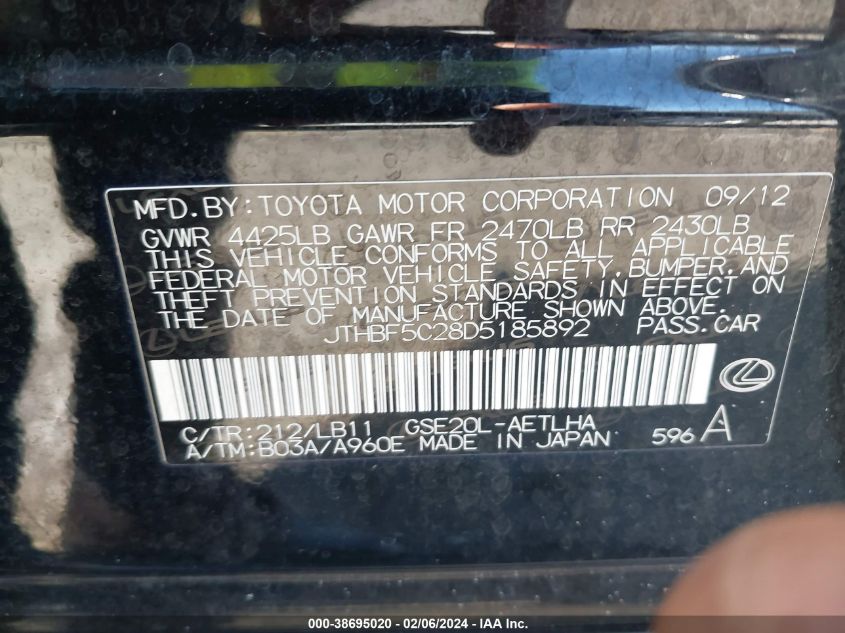 MFD.BY:TOYOTA MOTOR CORPORATION 09/12
GVWR 4425LB GAWR FR 2470LB RR 2430LB
THIS VEHICLE CONFORMS TO ALL APPLICABLE
FEDERAL MOTOR VEHICLE SAFETY,BUMPER,AND
THEFT PREVENTION STANDARDS IN EFFECT ON
THE DATE OF MANUFACTURE SHOWN ABOVE.
JTHBF5C28D5185892 PASS.CAR
C/TR:212/LB11 GSE20L-AETLHA
A/TM:B03A/A960E MADE IN JAPAN 596A
000-38695020 - 02/06/2024 - IAA Inc.